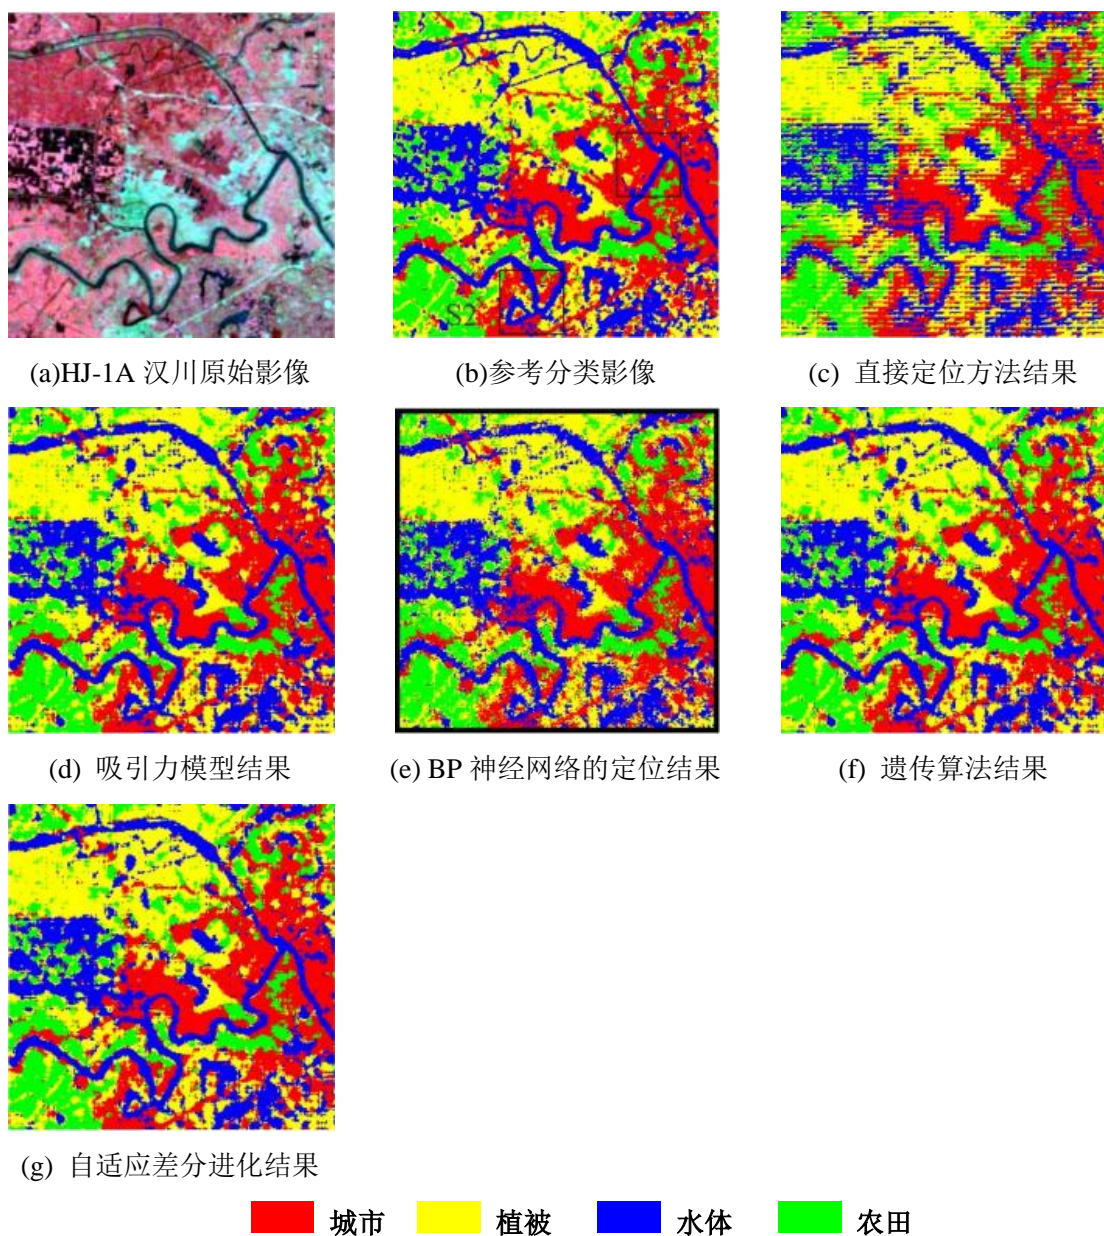 S2
(a)HJ-1A 汉川原始影像
(b)参考分类影像
(c) 直接定位方法结果
(d) 吸引力模型结果
(e) BP 神经网络的定位结果
(f) 遗传算法结果
(g) 自适应差分进化结果
城市
植被
水体
农田